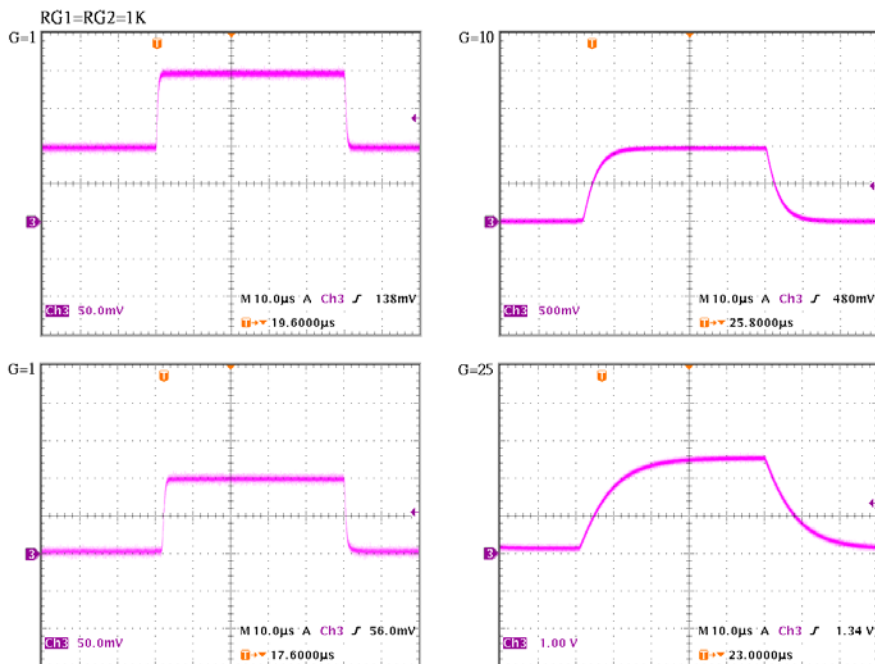 RG1=RG2=1K
G=1
T
3
Ch3 50.0mV
M 10.0µs A Ch3 ʃ 138mV
T→▾ 19.6000µs
G=10
T
3
Ch3 500mV
M 10.0µs A Ch3 ʃ 480mV
T→▾ 25.8000µs
G=1
T
3
Ch3 50.0mV
M 10.0µs A Ch3 ʃ 56.0mV
T→▾ 17.6000µs
G=25
T
3
Ch3 1.00 V
M 10.0µs A Ch3 ʃ 1.34 V
T→▾ 23.0000µs